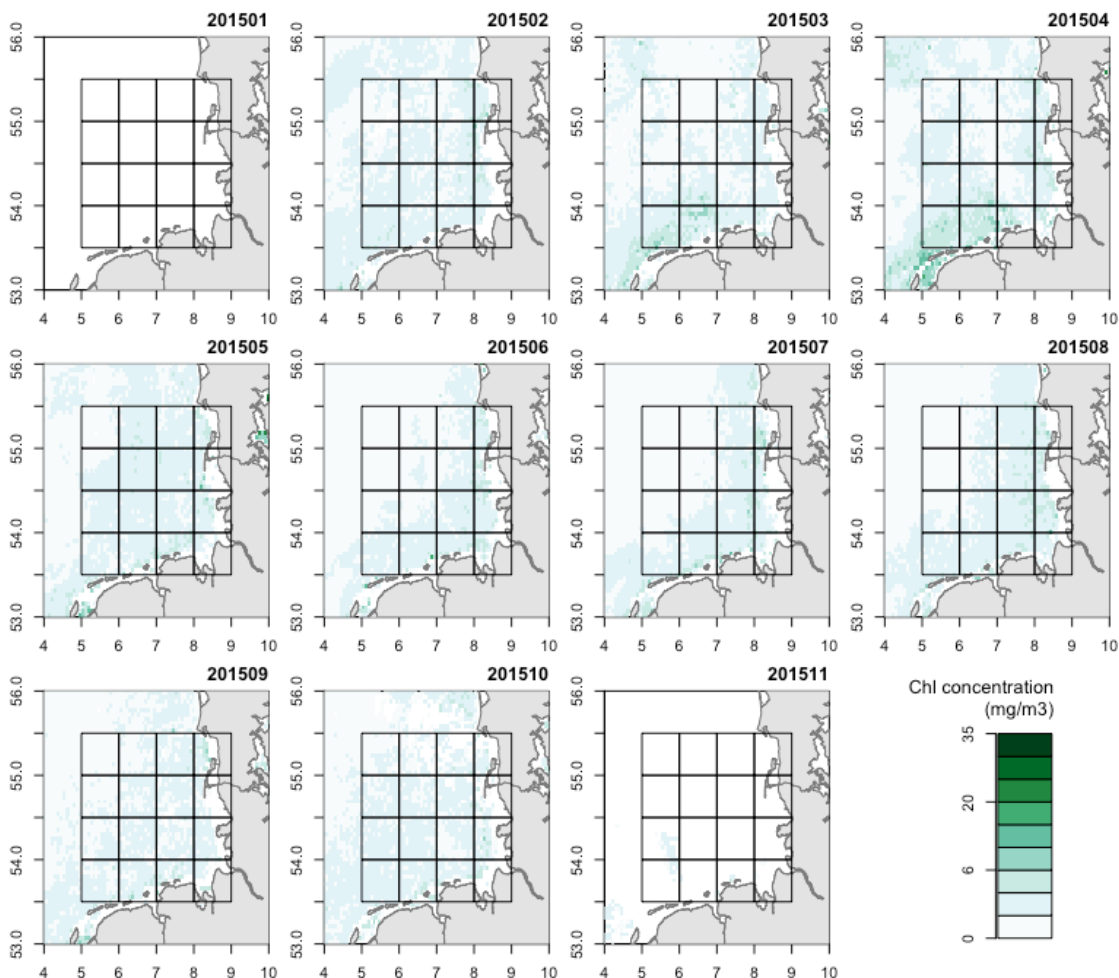 201501 201502 201503 201504
56.0 56.0 56.0 56.0
55.0 55.0 55.0 55.0
54.0 54.0 54.0 54.0
53.0 53.0 53.0 53.0
4 5 6 7 8 9 10 4 5 6 7 8 9 10 4 5 6 7 8 9 10 4 5 6 7 8 9 10
201505 201506 201507 201508
56.0 56.0 56.0 56.0
55.0 55.0 55.0 55.0
54.0 54.0 54.0 54.0
53.0 53.0 53.0 53.0
4 5 6 7 8 9 10 4 5 6 7 8 9 10 4 5 6 7 8 9 10 4 5 6 7 8 9 10
201509 201510 201511
56.0 56.0 56.0
Chl concentration
(mg/m3)
35
55.0 55.0 55.0
20
54.0 54.0 54.0
6
0
53.0 53.0 53.0
4 5 6 7 8 9 10 4 5 6 7 8 9 10 4 5 6 7 8 9 10